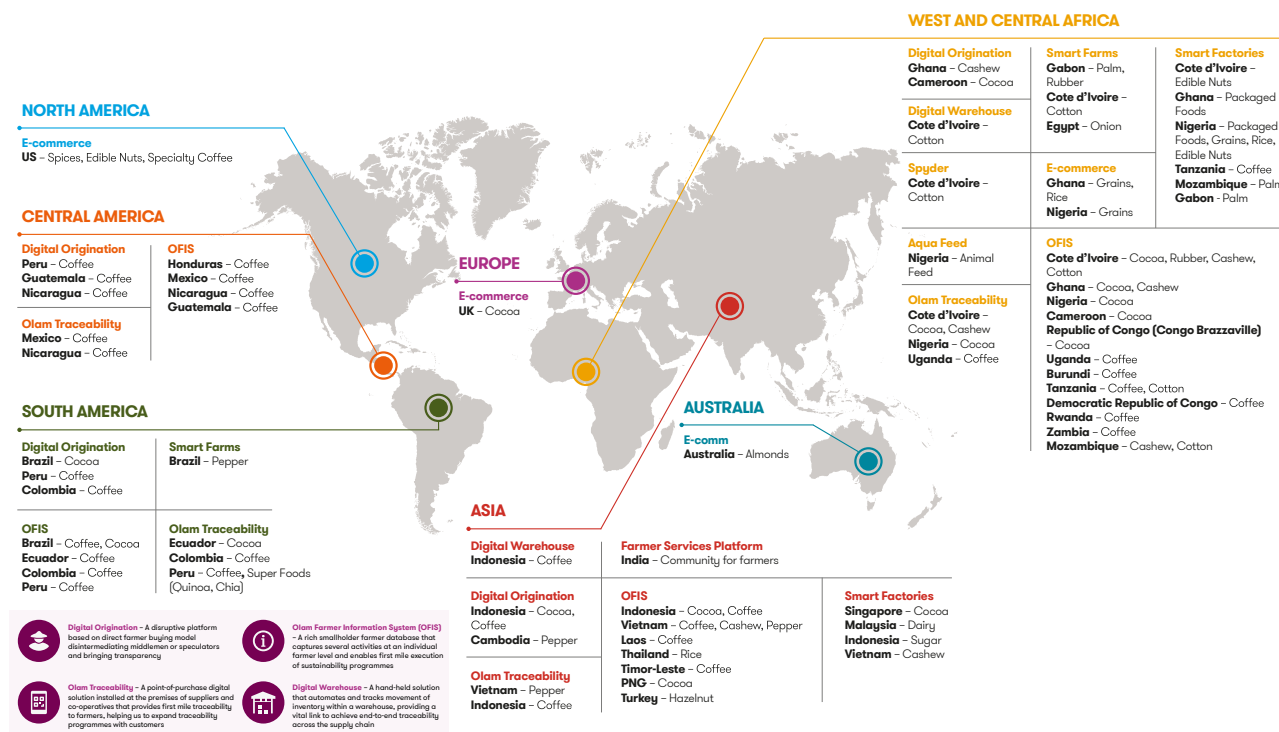 WEST AND CENTRAL AFRICA
Digital Origination
Ghana – Cashew
Cameroon – Cocoa
Digital Warehouse
Cote d’Ivoire –
Cotton
Spyder
Cote d’Ivoire –
Cotton
Smart Farms
Gabon – Palm,
Rubber
Cote d’Ivoire –
Cotton
Egypt – Onion
E-commerce
Ghana – Grains,
Rice
Nigeria – Grains
Smart Factories
Cote d’Ivoire –
Edible Nuts
Ghana – Packaged
Foods
Nigeria – Packaged
Foods, Grains, Rice,
Edible Nuts
Tanzania – Coffee
Mozambique – Palm
Gabon - Palm
Aqua Feed
Nigeria – Animal
Feed
Olam Traceability
Cote d’Ivoire –
Cocoa, Cashew
Nigeria – Cocoa
Uganda – Coffee
OFIS
Cote d’Ivoire – Cocoa, Rubber, Cashew,
Cotton
Ghana – Cocoa, Cashew
Nigeria – Cocoa
Cameroon – Cocoa
Republic of Congo (Congo Brazzaville)
– Cocoa
Uganda – Coffee
Burundi – Coffee
Tanzania – Coffee, Cotton
Democratic Republic of Congo – Coffee
Rwanda – Coffee
Zambia – Coffee
Mozambique – Cashew, Cotton
NORTH AMERICA
E-commerce
US – Spices, Edible Nuts, Specialty Coffee
CENTRAL AMERICA
Digital Origination
Peru – Coffee
Guatemala – Coffee
Nicaragua – Coffee
Olam Traceability
Mexico – Coffee
Nicaragua – Coffee
OFIS
Honduras – Coffee
Mexico – Coffee
Nicaragua – Coffee
Guatemala – Coffee
EUROPE
E-commerce
UK – Cocoa
SOUTH AMERICA
Digital Origination
Brazil – Cocoa
Peru – Coffee
Colombia – Coffee
Smart Farms
Brazil – Pepper
OFIS
Brazil – Coffee, Cocoa
Ecuador – Coffee
Colombia – Coffee
Peru – Coffee
Olam Traceability
Ecuador – Cocoa
Colombia – Coffee
Peru – Coffee, Super Foods
(Quinoa, Chia)
AUSTRALIA
E-comm
Australia – Almonds
ASIA
Digital Warehouse
Indonesia – Coffee
Farmer Services Platform
India – Community for farmers
Digital Origination
Indonesia – Cocoa,
Coffee
Cambodia – Pepper
Olam Traceability
Vietnam – Pepper
Indonesia – Coffee
OFIS
Indonesia – Cocoa, Coffee
Vietnam – Coffee, Cashew, Pepper
Laos – Coffee
Thailand – Rice
Timor-Leste – Coffee
PNG – Cocoa
Turkey – Hazelnut
Smart Factories
Singapore – Cocoa
Malaysia – Dairy
Indonesia – Sugar
Vietnam – Cashew
Digital Origination – A disruptive platform
based on direct farmer buying model
disintermediating middlemen or speculators
and bringing transparency
Olam Farmer Information System (OFIS)
– A rich smallholder farmer database that
captures several activities at an individual
farmer level and enables first mile execution
of sustainability programmes
Olam Traceability – A point-of-purchase digital
solution installed at the premises of suppliers and
co-operatives that provides first mile traceability
to farmers, helping us to expand traceability
programmes with customers
Digital Warehouse – A hand-held solution
that automates and tracks movement of
inventory within a warehouse, providing a
vital link to achieve end-to-end traceability
across the supply chain